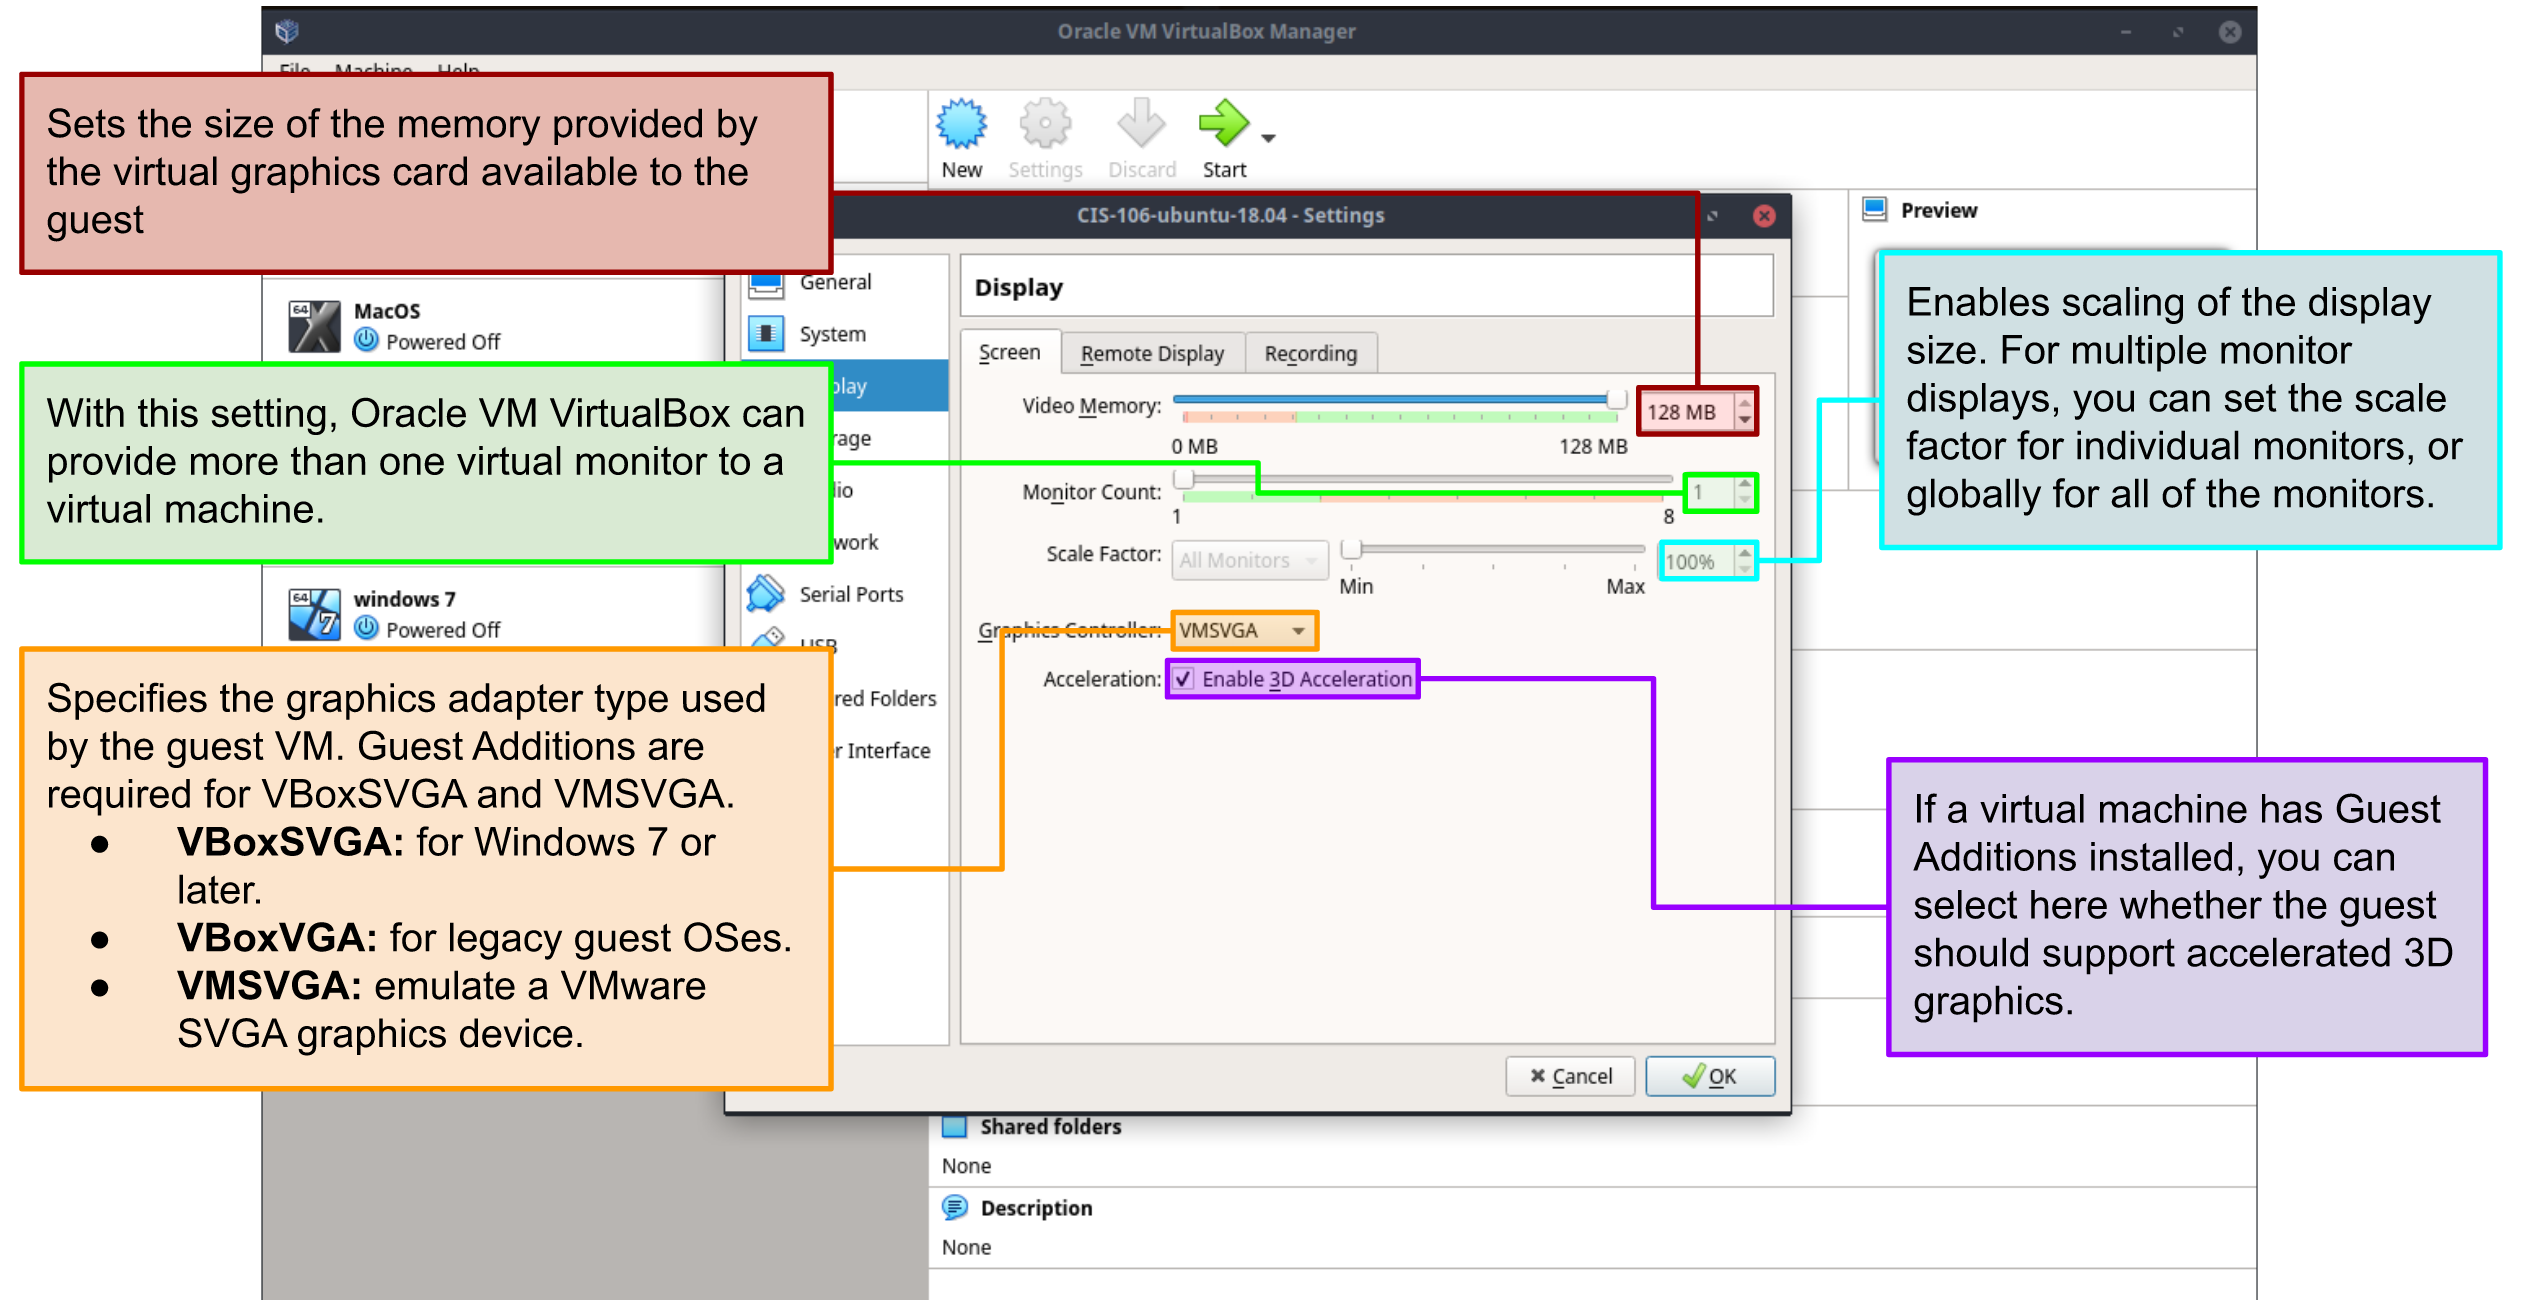 Oracle VM VirtualBox Manager
File Machine Help
Sets the size of the memory provided by
the virtual graphics card available to the
guest
New Settings Discard Start
CIS-106-ubuntu-18.04 - Settings
Preview
General
System
Display
Screen Remote Display Recording
MacOS
Powered Off
With this setting, Oracle VM VirtualBox can
provide more than one virtual monitor to a
virtual machine.
Serial Ports
USB
Video Memory:
128 MB
0 MB 128 MB
Monitor Count:
1
1 8
Scale Factor: All Monitors
100%
Min Max
Graphics Controller: VMSVGA
Acceleration: Enable 3D Acceleration
Enables scaling of the display
size. For multiple monitor
displays, you can set the scale
factor for individual monitors, or
globally for all of the monitors.
windows 7
Powered Off
Specifies the graphics adapter type used
by the guest VM. Guest Additions are
required for VBoxSVGA and VMSVGA.
● VBoxSVGA: for Windows 7 or
later.
● VBoxVGA: for legacy guest OSes.
● VMSVGA: emulate a VMware
SVGA graphics device.
red Folders
r Interface
If a virtual machine has Guest
Additions installed, you can
select here whether the guest
should support accelerated 3D
graphics.
Cancel OK
Shared folders
None
Description
None